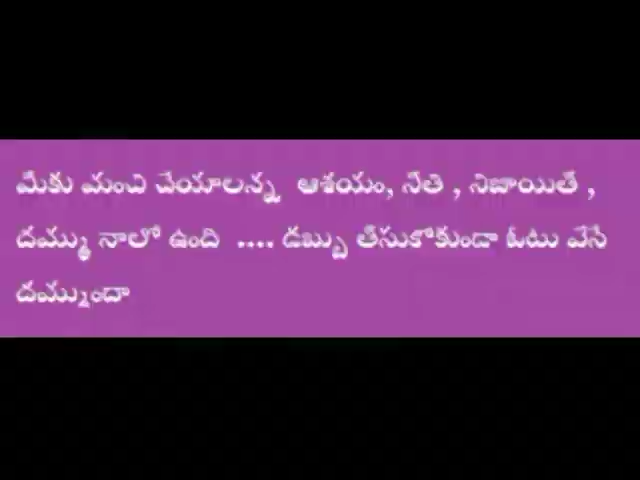 మీకు మంచి చేయాలన్న ఆశయం, నీతి , నిజాయితీ ,
దమ్ము నాలో ఉంది .... డబ్బు తీసుకోకుండా ఓటు వేసే
దమ్ముందా